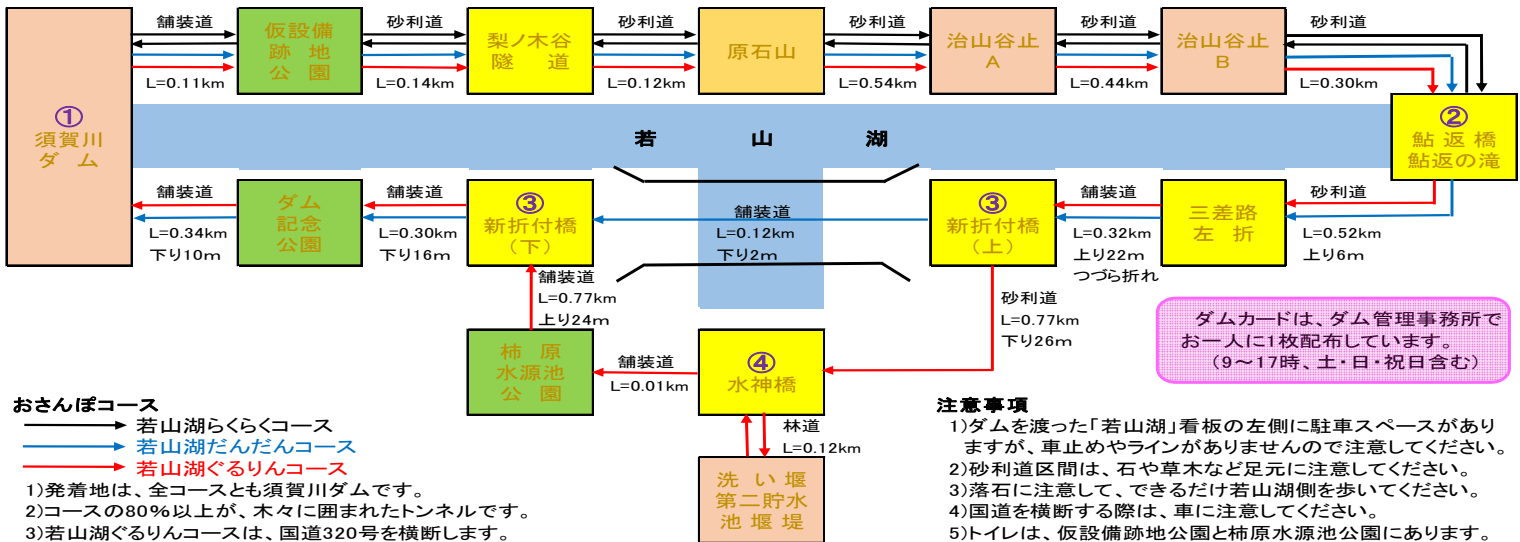 舗装道
砂利道
砂利道
砂利道
砂利道
砂利道
仮設備
跡地
公園
梨ノ木谷
隧道
原石山
治山谷止
A
治山谷止
B
L=0.11km
L=0.14km
L=0.12km
L=0.54km
L=0.44km
L=0.30km
①
須賀川
ダム
若山湖
②
鮎返橋
鮎返の滝
舗装道
ダム
記念
公園
舗装道
③
新折付橋
(下)
舗装道
③
新折付橋
(上)
舗装道
三差路
左折
砂利道
L=0.34km
下り10m
L=0.30km
下り16m
L=0.12km
下り2m
L=0.32km
上り22m
つづら折れ
L=0.52km
上り6m
舗装道
L=0.77km
上り24m
砂利道
L=0.77km
下り26m
柿原
水源池
公園
舗装道
L=0.01km
④
水神橋
林道
L=0.12km
洗い堰
第二貯水
池堰堤
ダムカードは、ダム管理事務所で
お一人に1枚配布しています。
(9~17時、土・日・祝日含む)
おさんぽコース
若山湖らくらくコース
若山湖だんだんコース
若山湖ぐるりんコース
1)発着地は、全コースとも須賀川ダムです。
2)コースの80%以上が、木々に囲まれたトンネルです。
3)若山湖ぐるりんコースは、国道320号を横断します。
注意事項
1)ダムを渡った「若山湖」看板の左側に駐車スペースがあり
ますが、車止めやラインがありませんので注意してください。
2)砂利道区間は、石や草木など足元に注意してください。
3)落石に注意して、できるだけ若山湖側を歩いてください。
4)国道を横断する際は、車に注意してください。
5)トイレは、仮設備跡地公園と柿原水源池公園にあります。